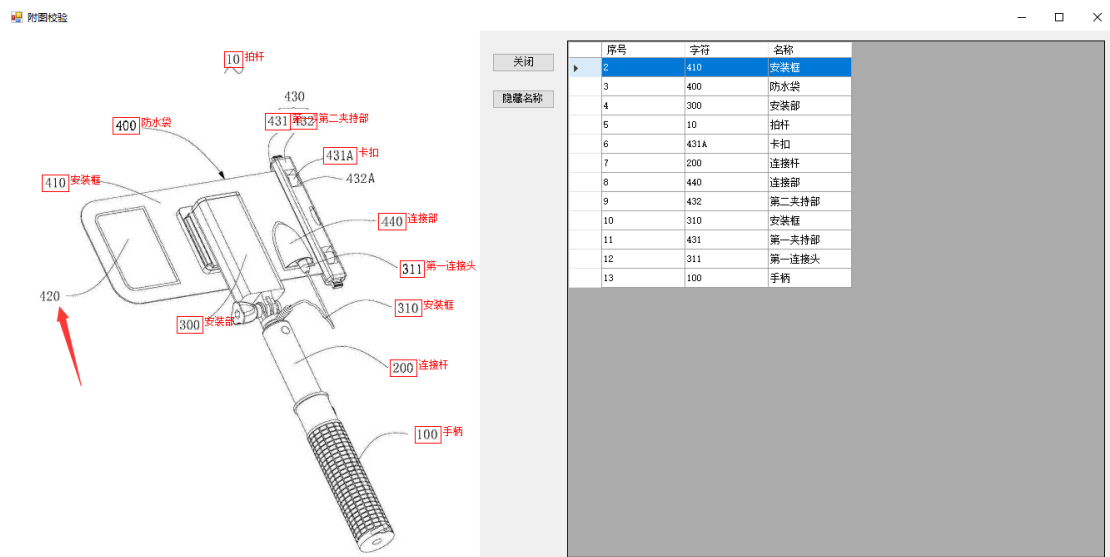 附图校验
10 拍杆
430
400 防水袋
431 第一 432 第二夹持部
431A 卡扣
432A
410 安装框
440 连接部
311 第一连接头
420
310 安装框
300 安装部
200 连接杆
100 手柄
关闭
隐藏名称
序号 字符 名称
2 410 安装框
3 400 防水袋
4 300 安装部
5 10 拍杆
6 431A 卡扣
7 200 连接杆
8 440 连接部
9 432 第二夹持部
10 310 安装框
11 431 第一夹持部
12 311 第一连接头
13 100 手柄